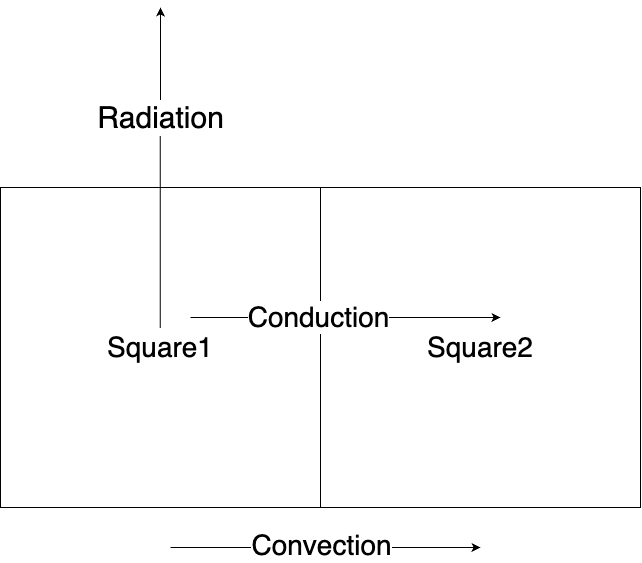 Radiation
Conduction
Square1
Square2
Convection